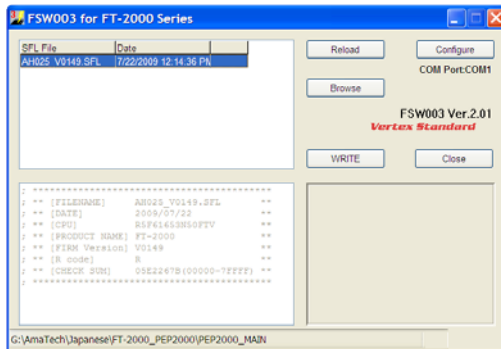 FSW003 for FT-2000 Series
SFL File Date
AH025_V0149.SFL 7/22/2009 12:14:36 PM
Reload
Configure
COM Port:COM1
Browse
FSW003 Ver.2.01
Vertex Standard
WRITE
Close
; *******************************************
; ** [FILENAME] AH025_V0149.SFL **
; ** [DATE] 2009/07/22 **
; ** [CPU] R5F61653N50FTV **
; ** [PRODUCT NAME] FT-2000 **
; ** [FIRM Version] V0149 **
; ** [R code] R **
; ** [CHECK SUM] 05E2267B(00000-7FFFF) **
; *******************************************
G:\AmaTech\Japanese\FT-2000_PEP2000\PEP2000_MAIN